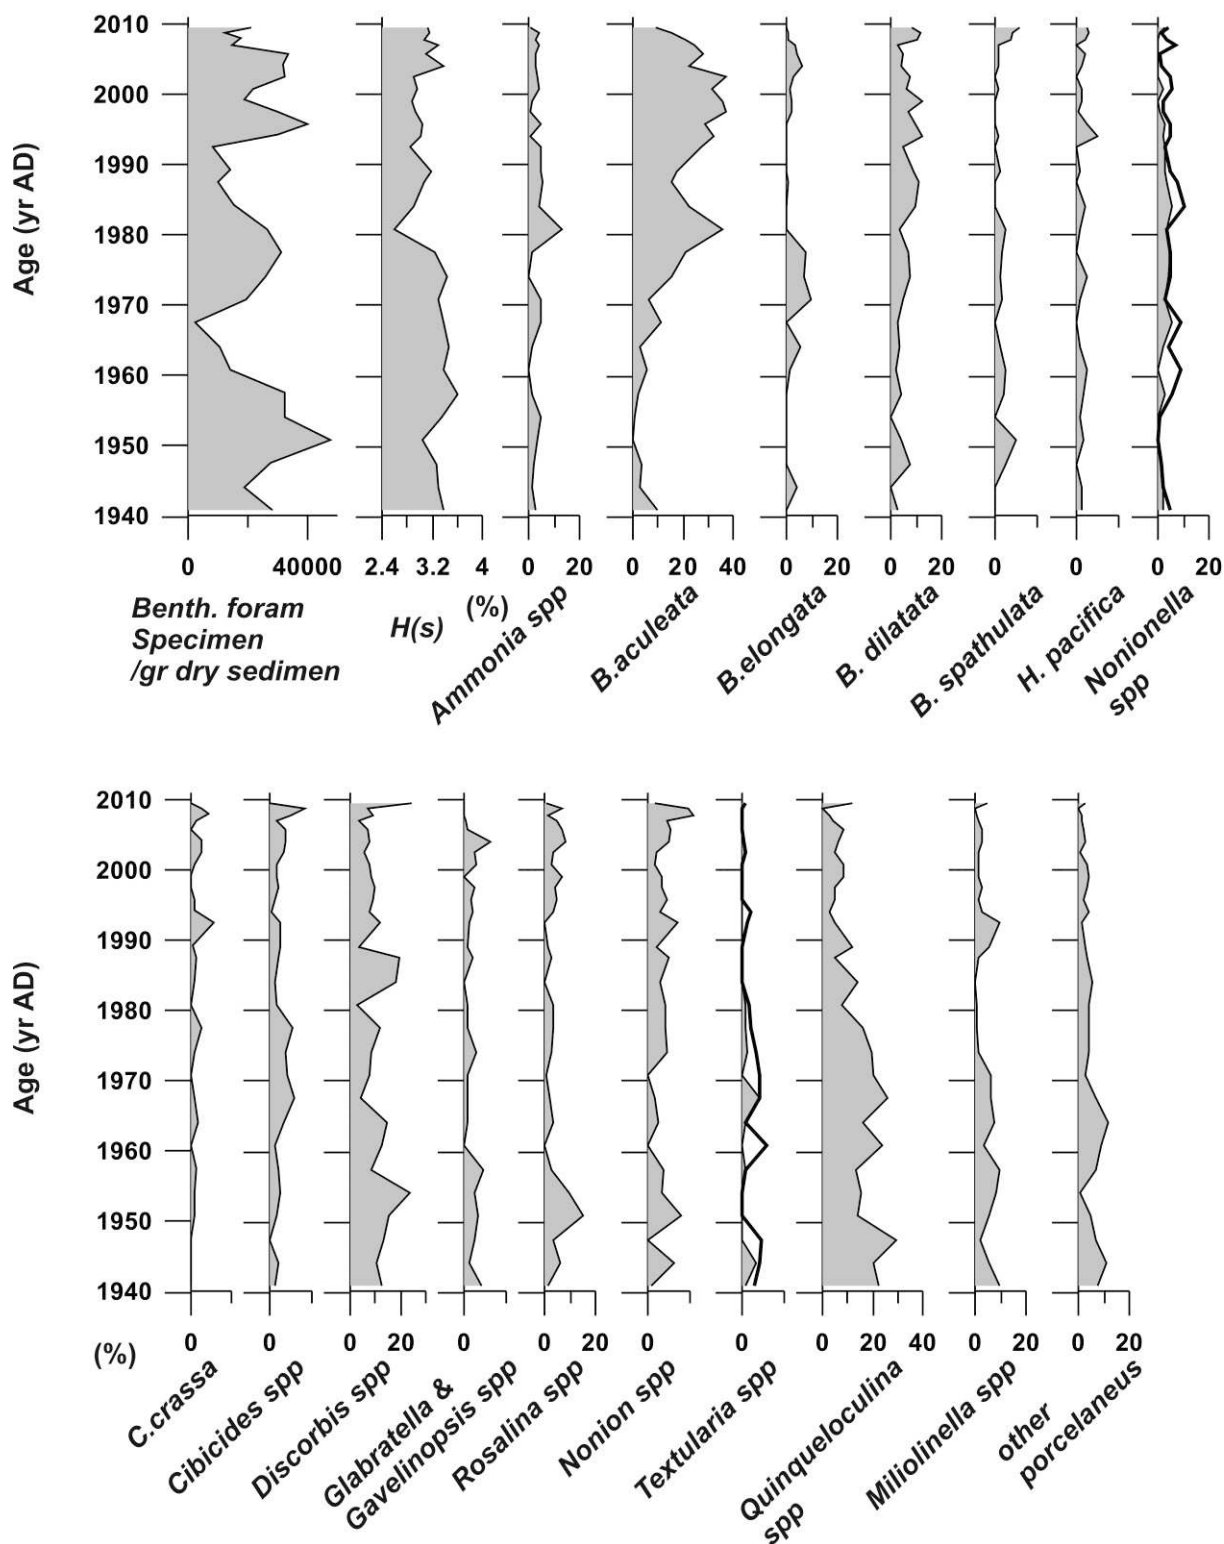 2010
2000
1990
1980
1970
1960
1950
1940
Age (yr AD)
0 40000 2.4 3.2 4 0 20 0 20 40 0 20 0 20 0 0 0 20
Benth. foram
Specimen
/gr dry sedimen
H(s)
(%)
Ammonia spp
B.aculeata
B.elongata
B. dilatata
B. spathulata
H. pacifica
Nonionella
spp
2010
2000
1990
1980
1970
1960
1950
1940
Age (yr AD)
0 0 0 20 0 0 20 0 0 0 20 40 0 20 0 20
(%)
C.crassa
Cibicides spp
Discorbis spp
Glabratella &
Gavelinopsis spp
Rosalina spp
Nonion spp
Textularia spp
Quinqueloculina
spp
Miliolinella spp
other
porcelaneus